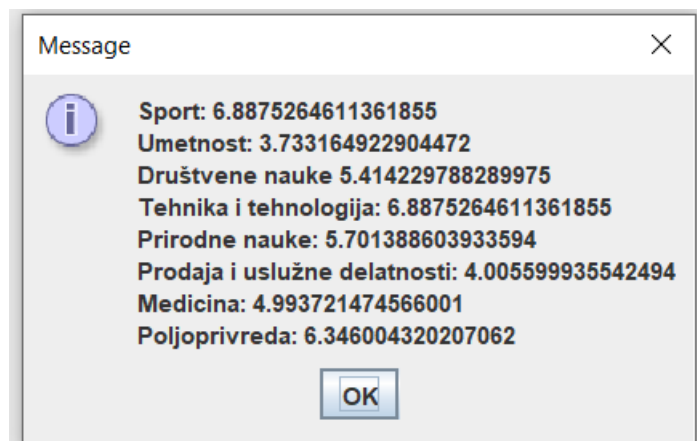 Message
Sport: 6.8875264611361855
Umetnost: 3.733164922904472
Društvene nauke 5.414229788289975
Tehnika i tehnologija: 6.8875264611361855
Prirodne nauke: 5.701388603933594
Prodaja i uslužne delatnosti: 4.005599935542494
Medicina: 4.993721474566001
Poljoprivreda: 6.346004320207062
OK